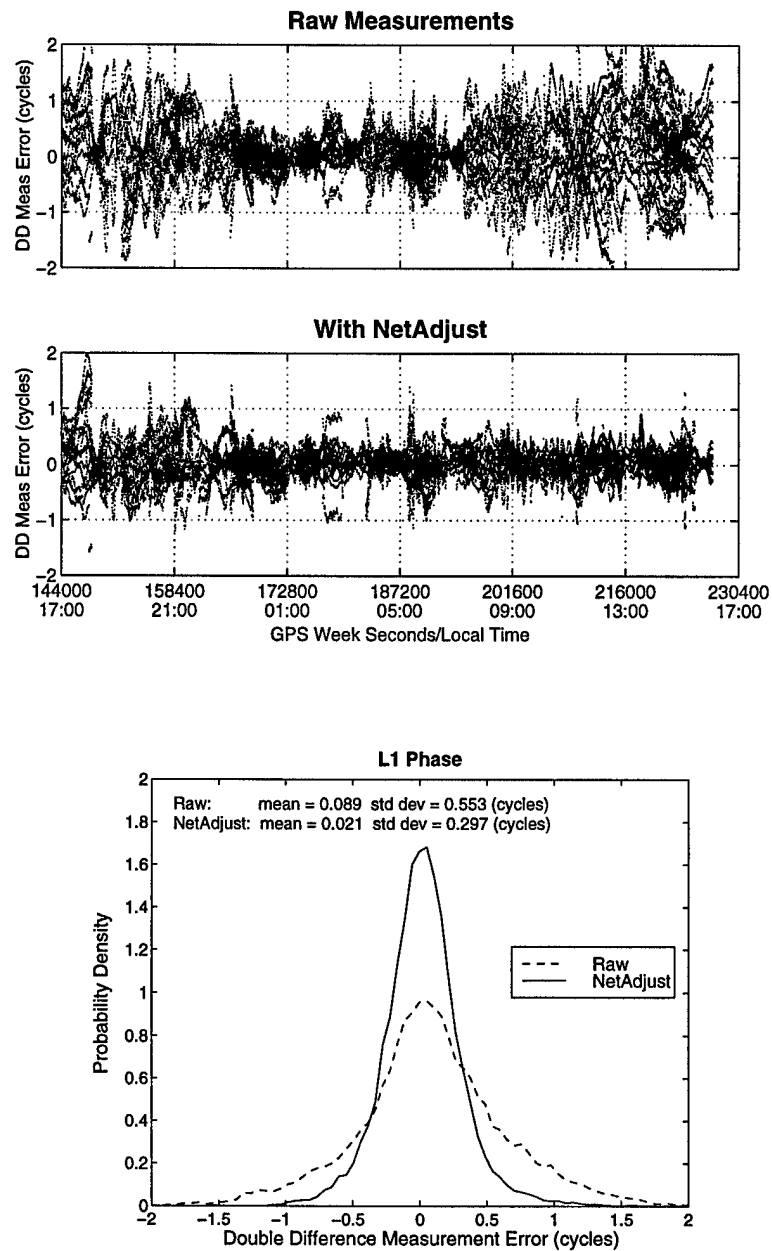 Raw Measurements
DD Meas Error (cycles)
2
1
0
−1
−2
With NetAdjust
DD Meas Error (cycles)
2
1
0
−1
−2
144000 158400 172800 187200 201600 216000 230400
17:00 21:00 01:00 05:00 09:00 13:00 17:00
GPS Week Seconds/Local Time
L1 Phase
Probability Density
2
1.8
1.6
1.4
1.2
1
0.8
0.6
0.4
0.2
0
Raw: mean = 0.089 std dev = 0.553 (cycles)
NetAdjust: mean = 0.021 std dev = 0.297 (cycles)
Raw
NetAdjust
−2 −1.5 −1 −0.5 0 0.5 1 1.5 2
Double Difference Measurement Error (cycles)